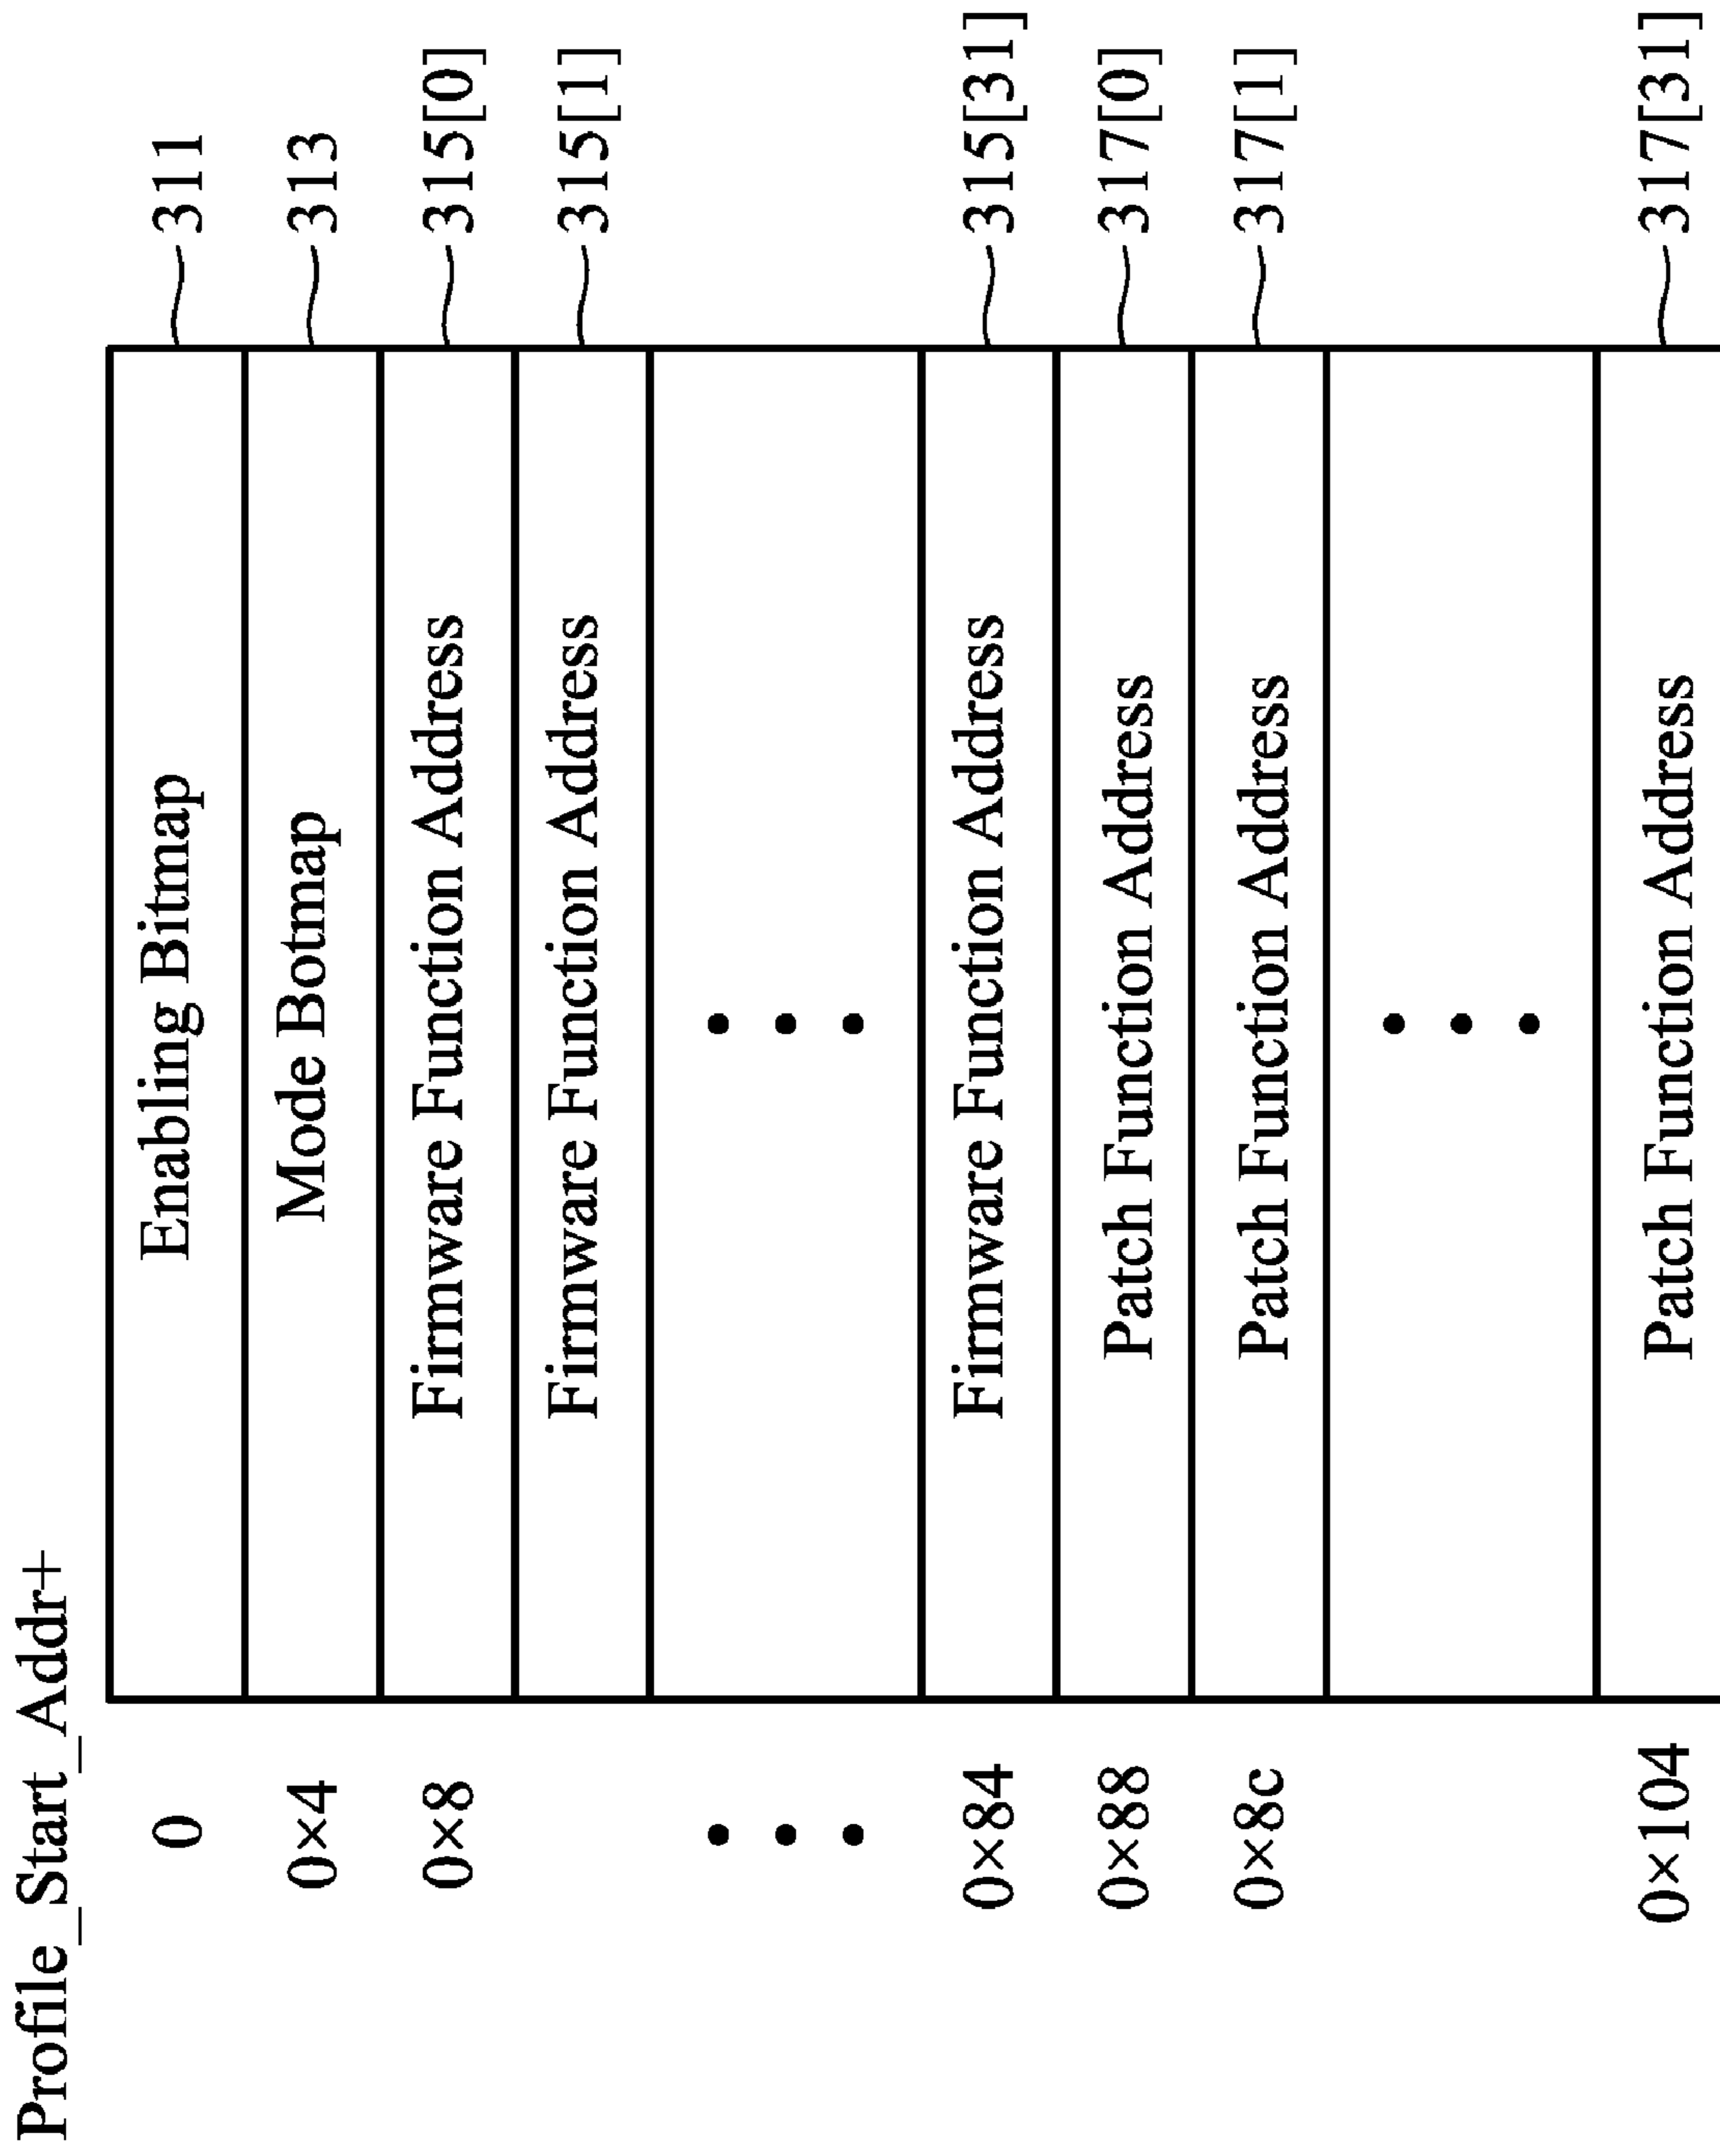 Profile_Start_Addr+
0 Enabling Bitmap 311
0×4 Mode Botmap 313
0×8 Firmware Function Address 315[0]
Firmware Function Address 315[1]
0×84 Firmware Function Address 315[31]
0×88 Patch Function Address 317[0]
0×8c Patch Function Address 317[1]
0×104 Patch Function Address 317[31]